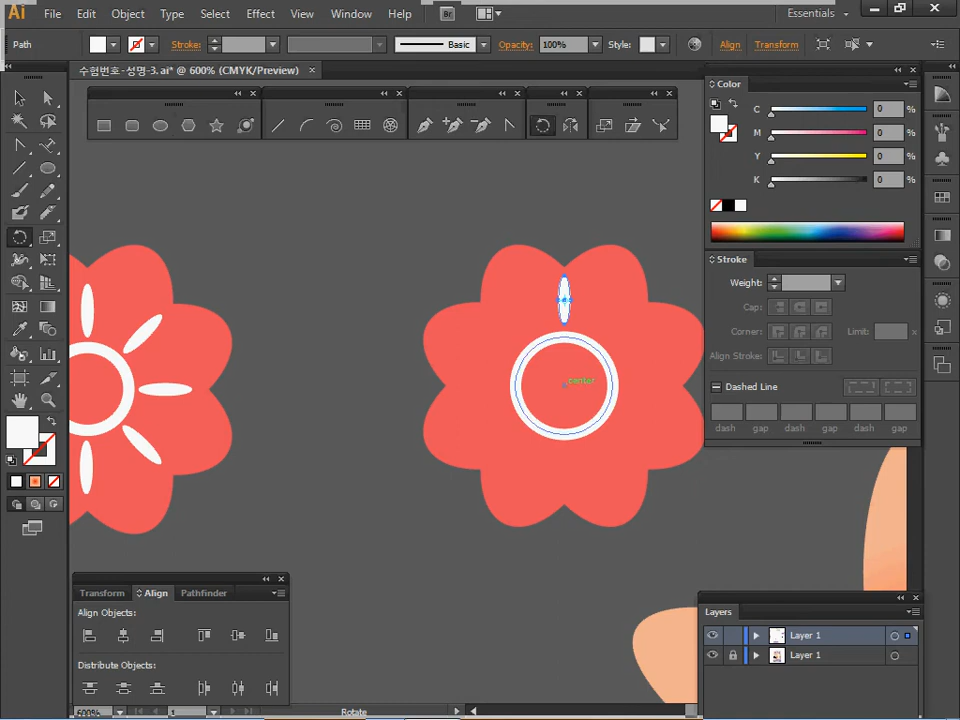 Ai File Edit Object Type Select Effect View Window Help Br Essentials
Path Stroke: Basic Opacity: 100% Style: Align Transform
수험번호-성명-3.ai* @ 600% (CMYK/Preview)
Color
C 0 %
M 0 %
Y 0 %
K 0 %
Stroke
Weight:
Cap:
Corner: Limit: x
Align Stroke:
Dashed Line
dash gap dash gap dash gap
center
Transform Align Pathfinder
Align Objects:
Distribute Objects:
Layers
Layer 1
Layer 1
600% 1 Rotate